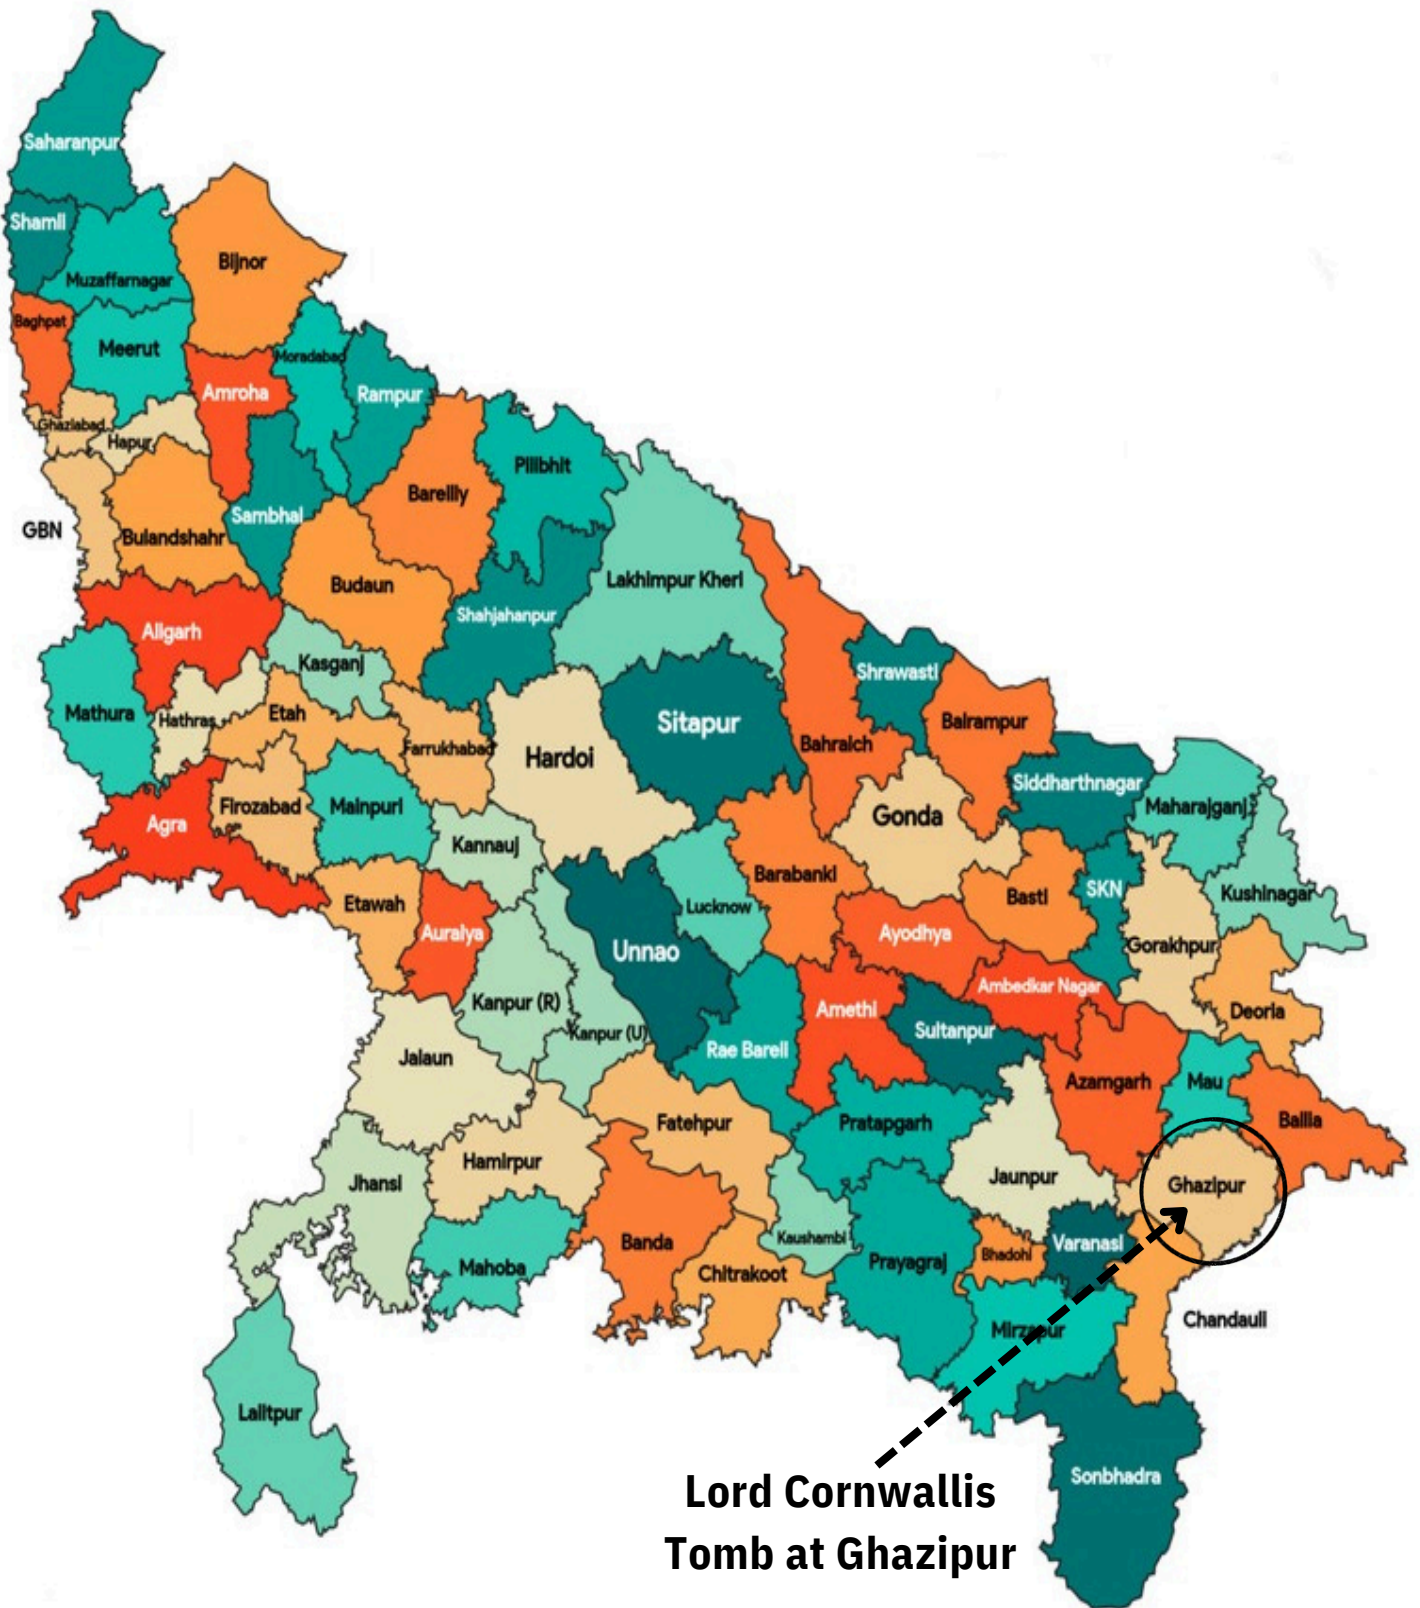 Saharanpur
Shamli
Muzaffarnagar
Bijnor
Baghpat
Meerut
Moradabad
Amroha
Rampur
Ghaziabad
Hapur
Pilibhit
Bareilly
Sambhal
GBN
Bulandshahr
Budaun
Lakhimpur Kheri
Shahjahanpur
Aligarh
Kasganj
Shrawasti
Mathura
Hathras
Etah
Sitapur
Balrampur
Farrukhabad
Hardoi
Bahraich
Siddharthnagar
Firozabad
Mainpuri
Maharajganj
Agra
Gonda
Kannauj
Barabanki
SKN
Kushinagar
Etawah
Lucknow
Basti
Auraiya
Ayodhya
Gorakhpur
Unnao
Ambedkar Nagar
Kanpur (R)
Amethi
Deoria
Kanpur (U)
Sultanpur
Jalaun
Rae Bareli
Azamgarh
Mau
Fatehpur
Pratapgarh
Ballia
Hamirpur
Jhansi
Jaunpur
Ghazipur
Kaushambi
Banda
Varanasi
Bhadohi
Mahoba
Prayagraj
Chitrakoot
Chandauli
Mirzapur
Lalitpur
Sonbhadra
Lord Cornwallis
Tomb at Ghazipur